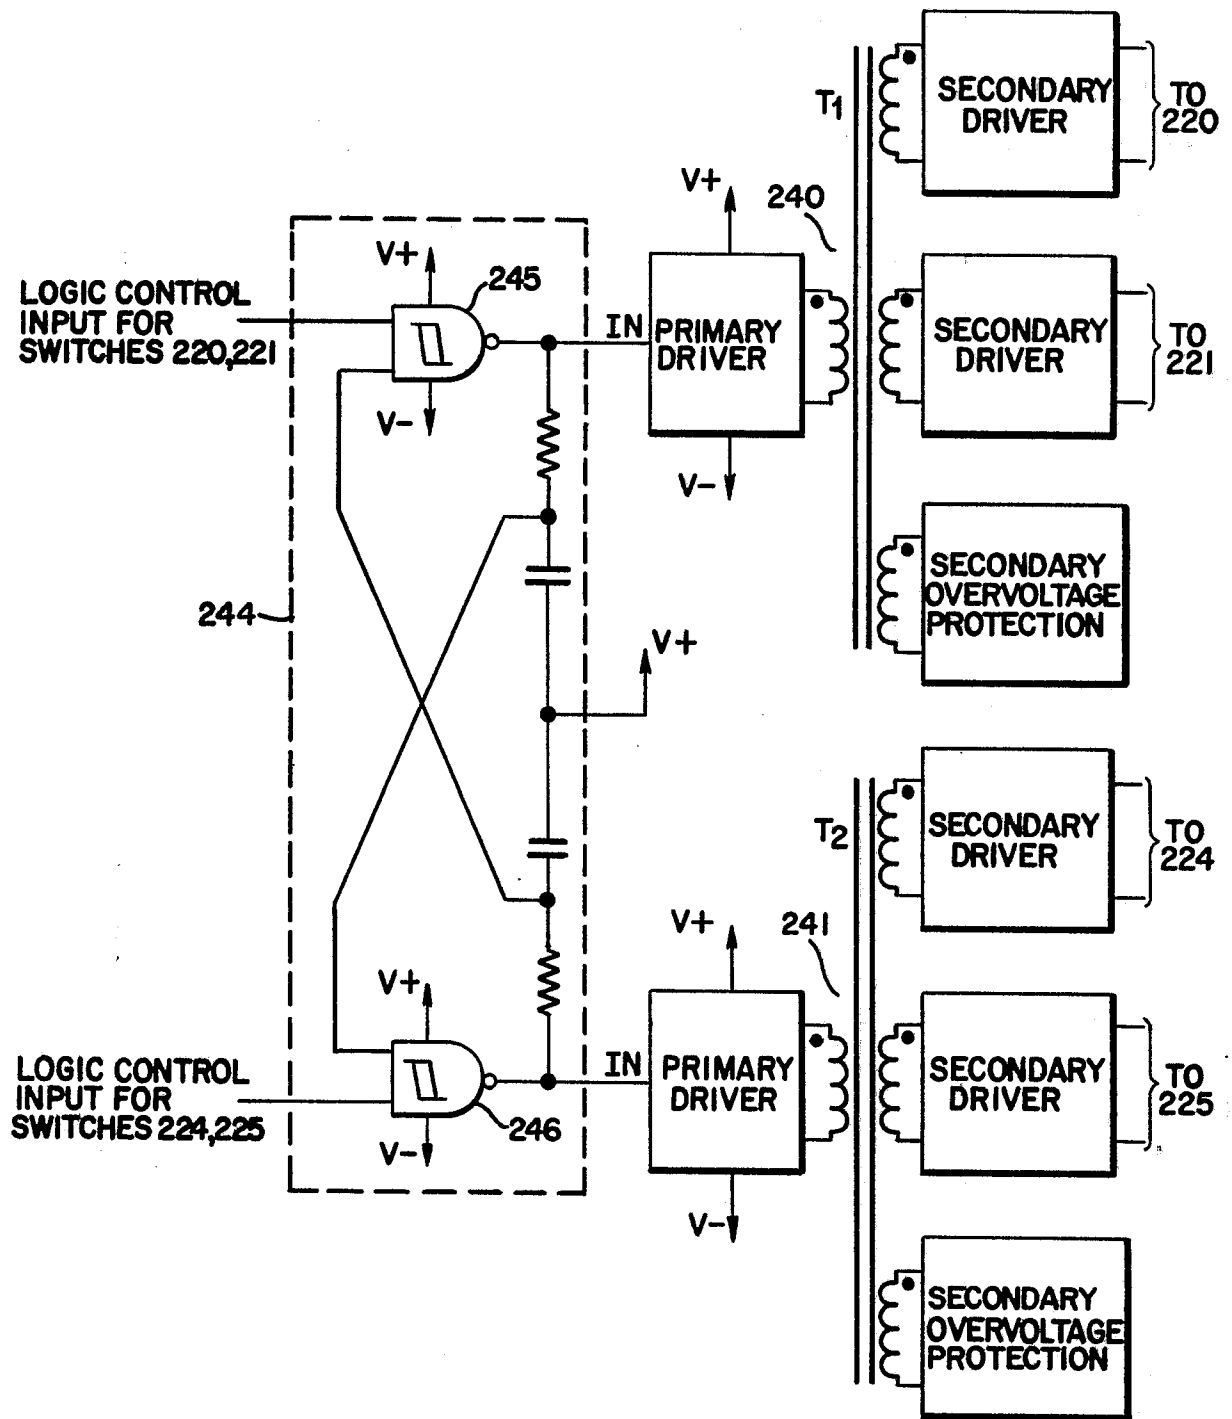 SECONDARY
DRIVER
TO
220
T1
V+
240
V+
245
LOGIC CONTROL
INPUT FOR
SWITCHES 220,221
IN
PRIMARY
DRIVER
SECONDARY
DRIVER
TO
221
V-
V-
SECONDARY
OVERVOLTAGE
PROTECTION
244
V+
T2
SECONDARY
DRIVER
TO
224
V+
241
V+
LOGIC CONTROL
INPUT FOR
SWITCHES 224,225
IN
PRIMARY
DRIVER
SECONDARY
DRIVER
TO
225
246
V-
V-
SECONDARY
OVERVOLTAGE
PROTECTION